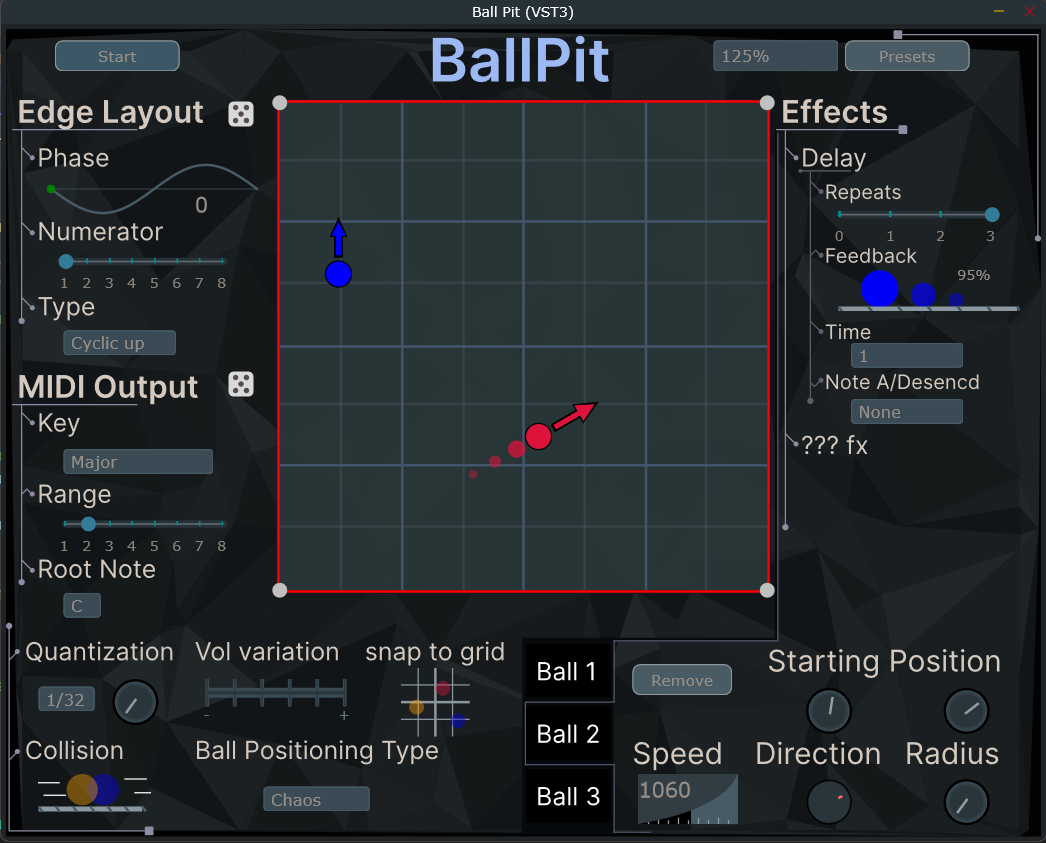 Ball Pit (VST3)
Start
BallPit
125%
Presets
Edge Layout
Phase
0
Numerator
1 2 3 4 5 6 7 8
Type
Cyclic up
MIDI Output
Key
Major
Range
1 2 3 4 5 6 7 8
Root Note
C
Effects
Delay
Repeats
0 1 2 3
Feedback
95%
Time
1
Note A/Desencd
None
??? fx
Quantization
1/32
Vol variation
- +
snap to grid
Collision
Ball Positioning Type
Chaos
Ball 1
Ball 2
Ball 3
Remove
Starting Position
Speed
1060
Direction
Radius